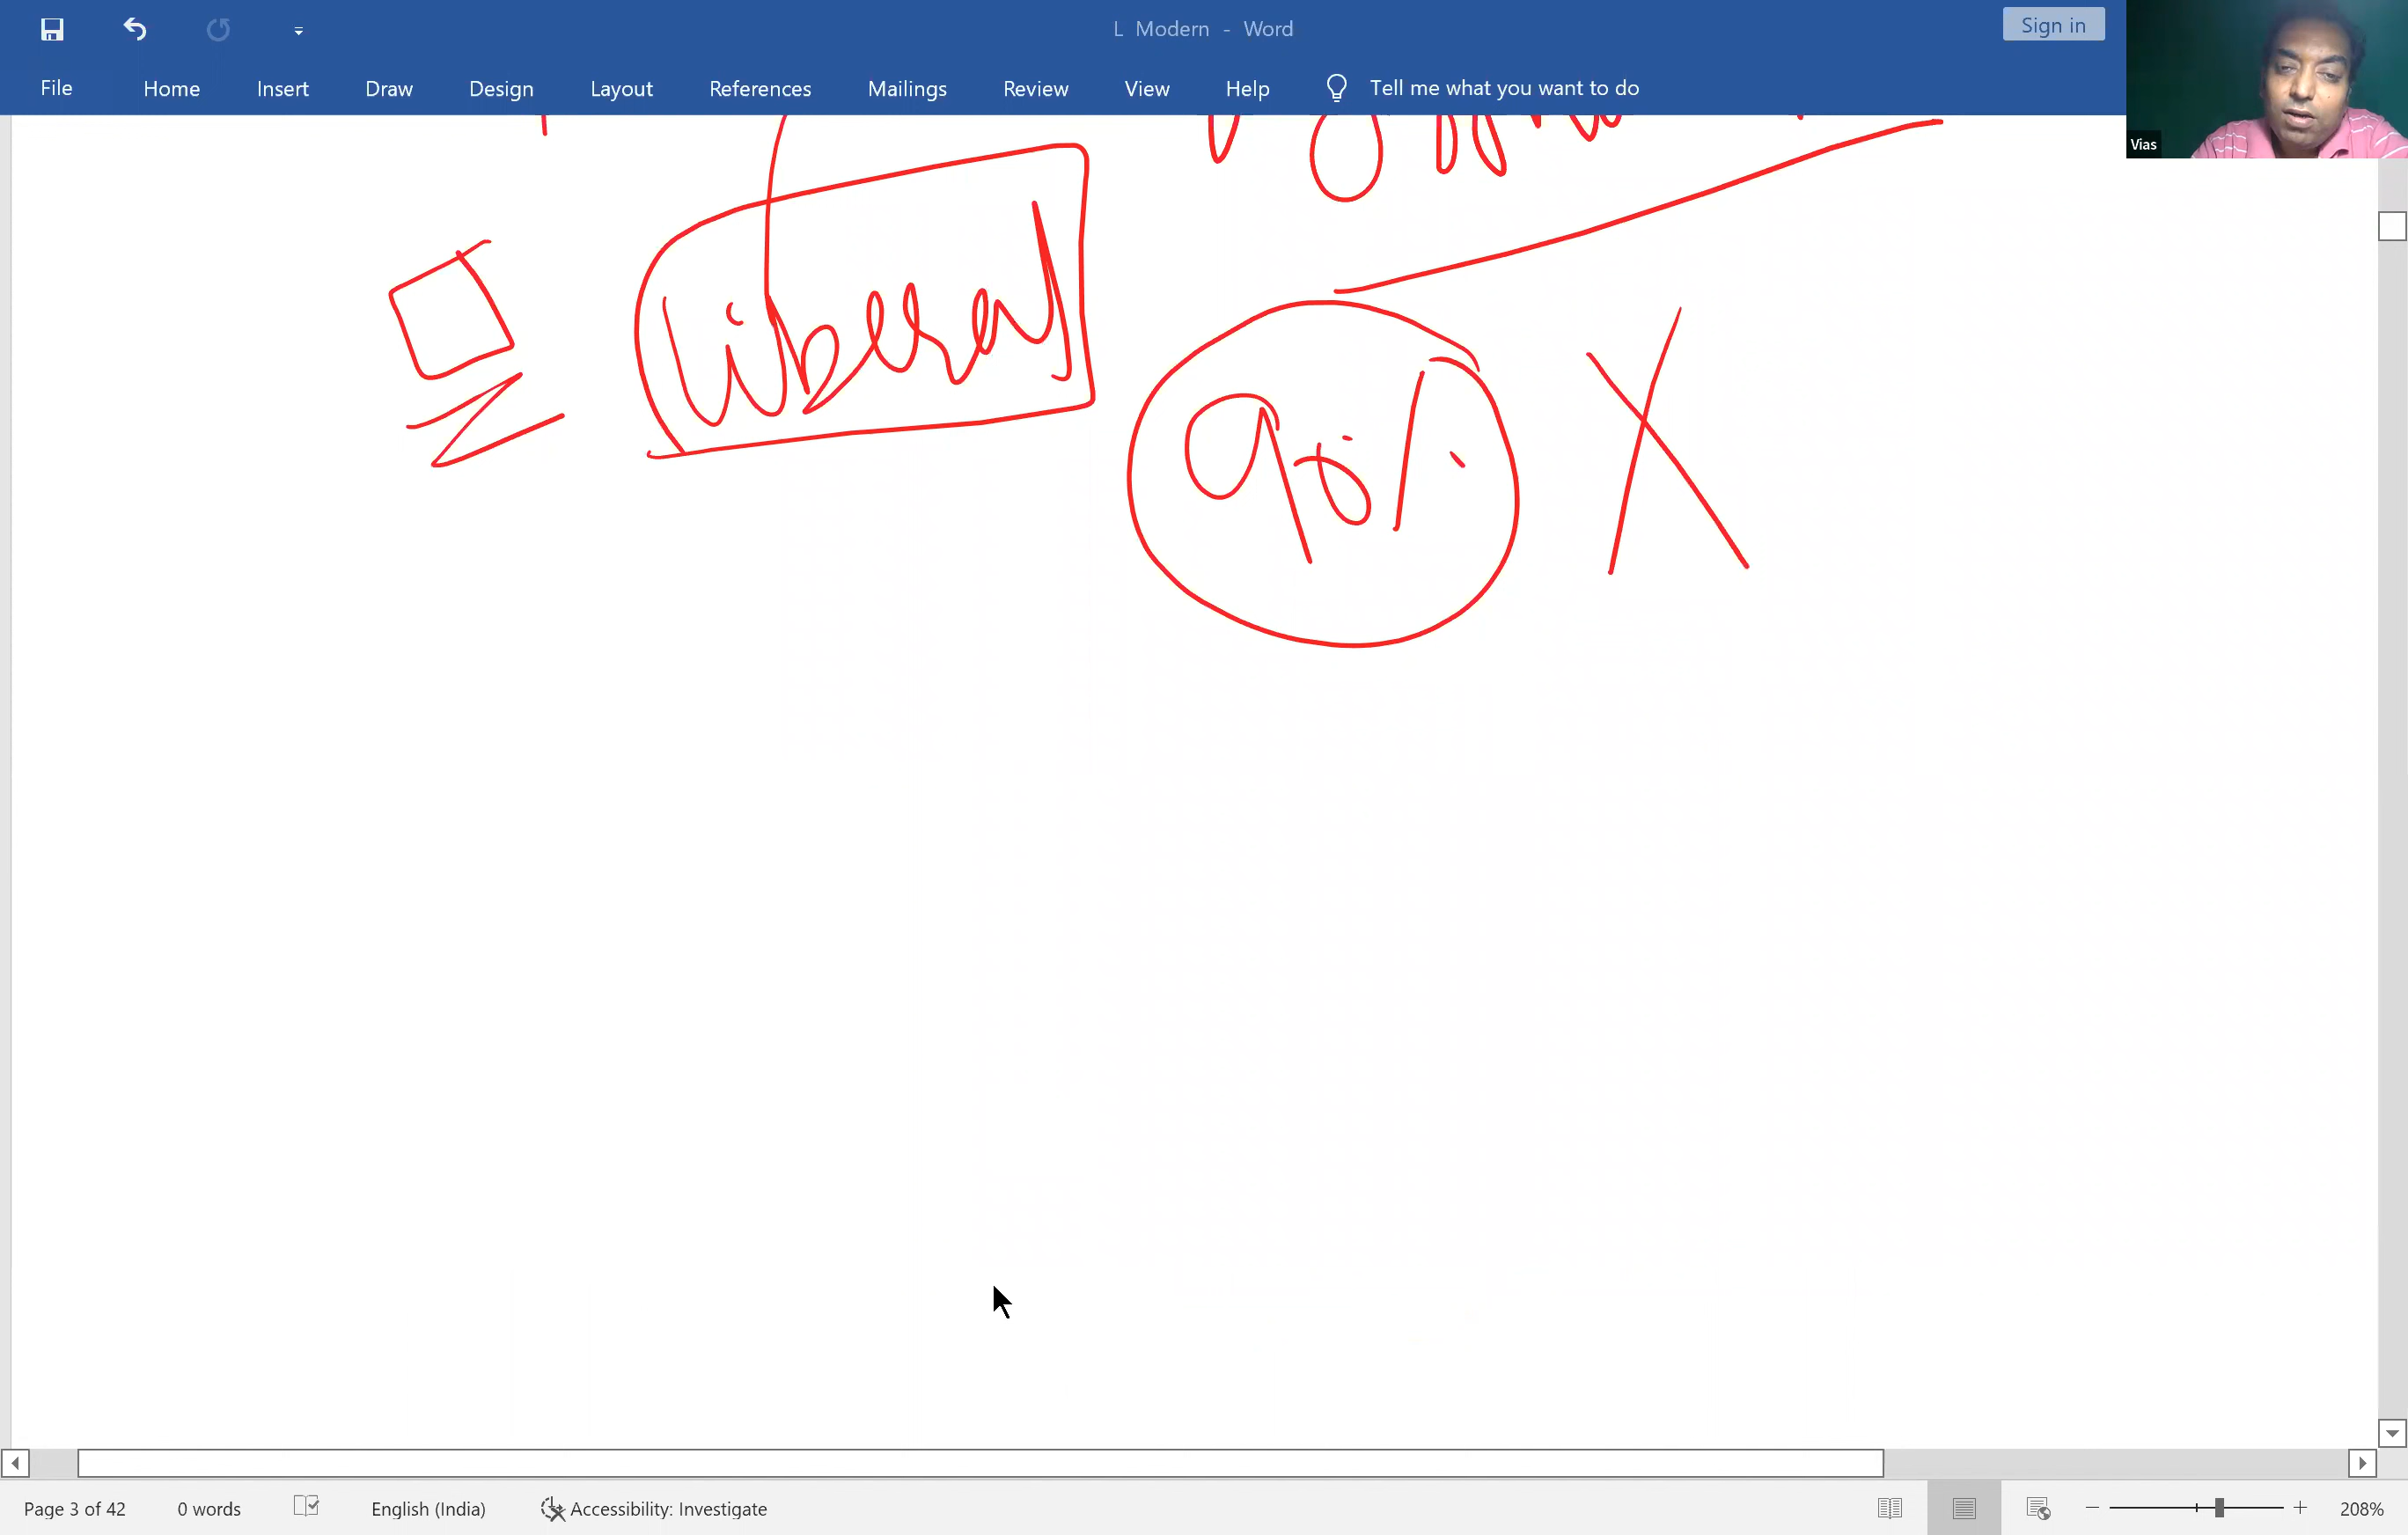 L Modern - Word
Sign in
File Home Insert Draw Design Layout References Mailings Review View Help Tell me what you want to do
Vias
liberal
90%
X
Page 3 of 42 0 words English (India) Accessibility: Investigate 208%